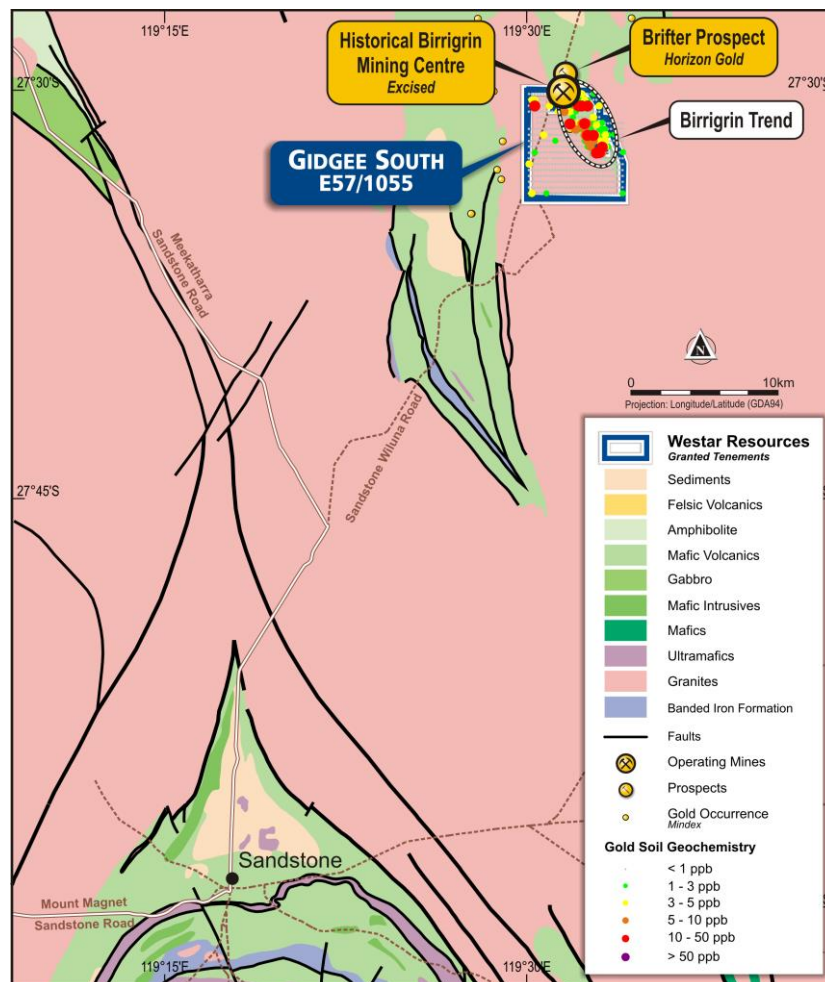 119°15'
119°30'
Historical Birrigrin
Mining Centre
Excised
Brifter Prospect
Horizon Gold
27°30'S
27°30'S
Birrigrin Trend
GIDGEE SOUTH
E57/1055
Meekatharra
Sandstone Road
N
0
10km
Projection: Longitude/Latitude (GDA94)
Sandstone Wiluna Road
27°45'S
Westar Resources
Granted Tenements
Sediments
Felsic Volcanics
Amphibolite
Mafic Volcanics
Gabbro
Mafic Intrusives
Mafics
Ultramafics
Granites
Banded Iron Formation
Faults
Operating Mines
Prospects
Gold Occurrence
Mindex
Gold Soil Geochemistry
< 1 ppb
1 - 3 ppb
3 - 5 ppb
5 - 10 ppb
10 - 50 ppb
> 50 ppb
Sandstone
Mount Magnet
Sandstone Road
119°15'
119°30'